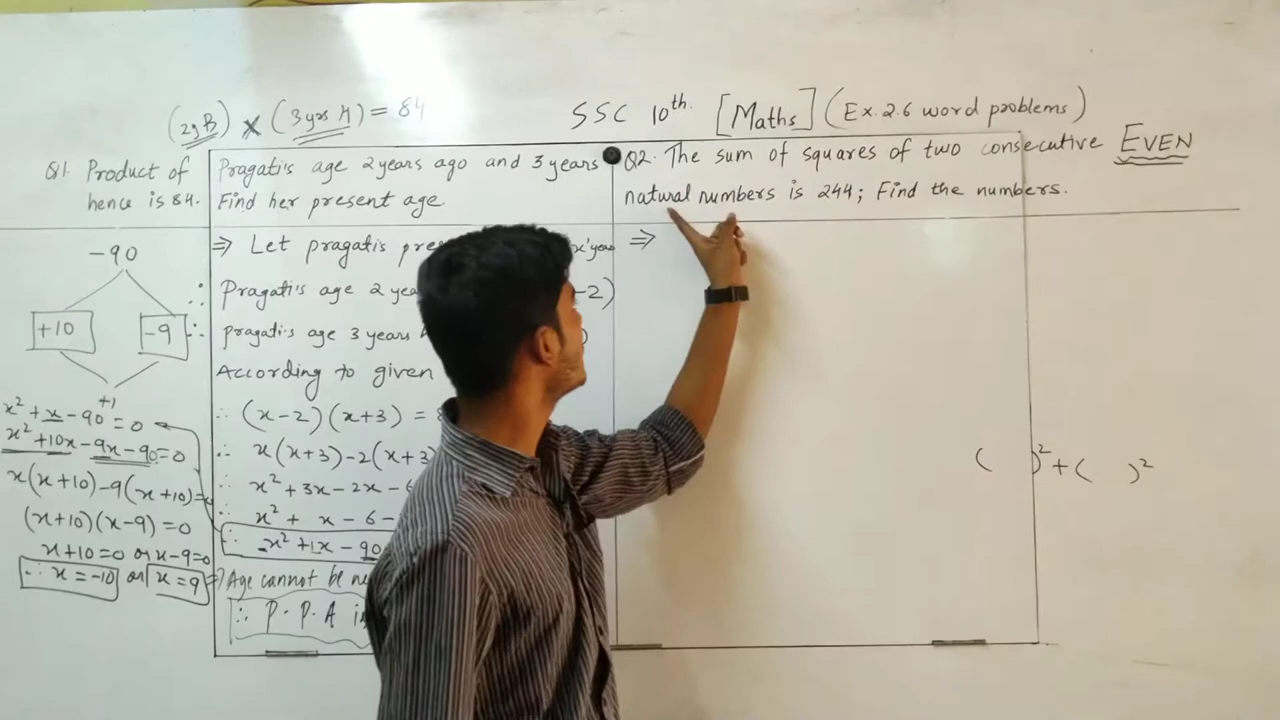 (2y B) × (3yrs H) = 84
SSC 10th. [Maths] (Ex. 2.6 word problems)
Q1. Product of Pragati's age 2 years ago and 3 years
hence is 84. Find her present age.
-90
+10 -9
+1
x² + x - 90 = 0
x² + 10x - 9x - 90 = 0
x(x+10) - 9(x+10) =
(x+10)(x-9) = 0
x+10=0 or x-9=0
∴ x = -10 or x = 9
⇒ Let pragati's pre 'x' years
∴ Pragati's age 2 yea -2)
∴ pragati's age 3 years
According to given
∴ (x-2)(x+3) =
∴ x(x+3) - 2(x+3)
∴ x² + 3x - 2x -
∴ x² + x - 6 -
∴ x² + 1x - 90
⇒ Age cannot be ne
∴ P. P. A i
Q2. The sum of squares of two consecutive EVEN
natural numbers is 244; Find the numbers.
⇒
( )² + ( )²